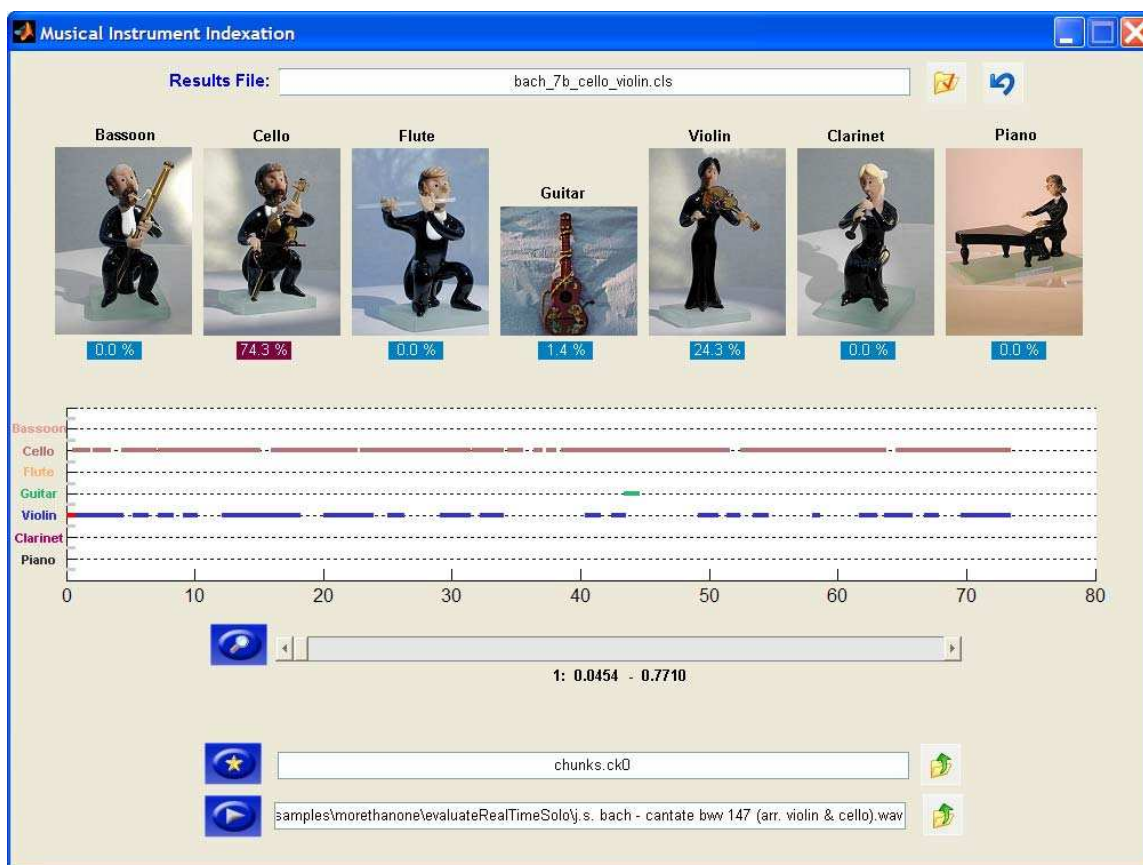 Musical Instrument Indexation
Results File: bach_7b_cello_violin.cls
Bassoon Cello Flute Guitar Violin Clarinet Piano
0.0 % 74.3 % 0.0 % 1.4 % 24.3 % 0.0 % 0.0 %
Bassoon
Cello
Flute
Guitar
Violin
Clarinet
Piano
0 10 20 30 40 50 60 70 80
1: 0.0454 - 0.7710
chunks.ck0
samples\morethanone\evaluateRealTimeSolo\j.s. bach - cantate bwv 147 (arr. violin & cello).wav